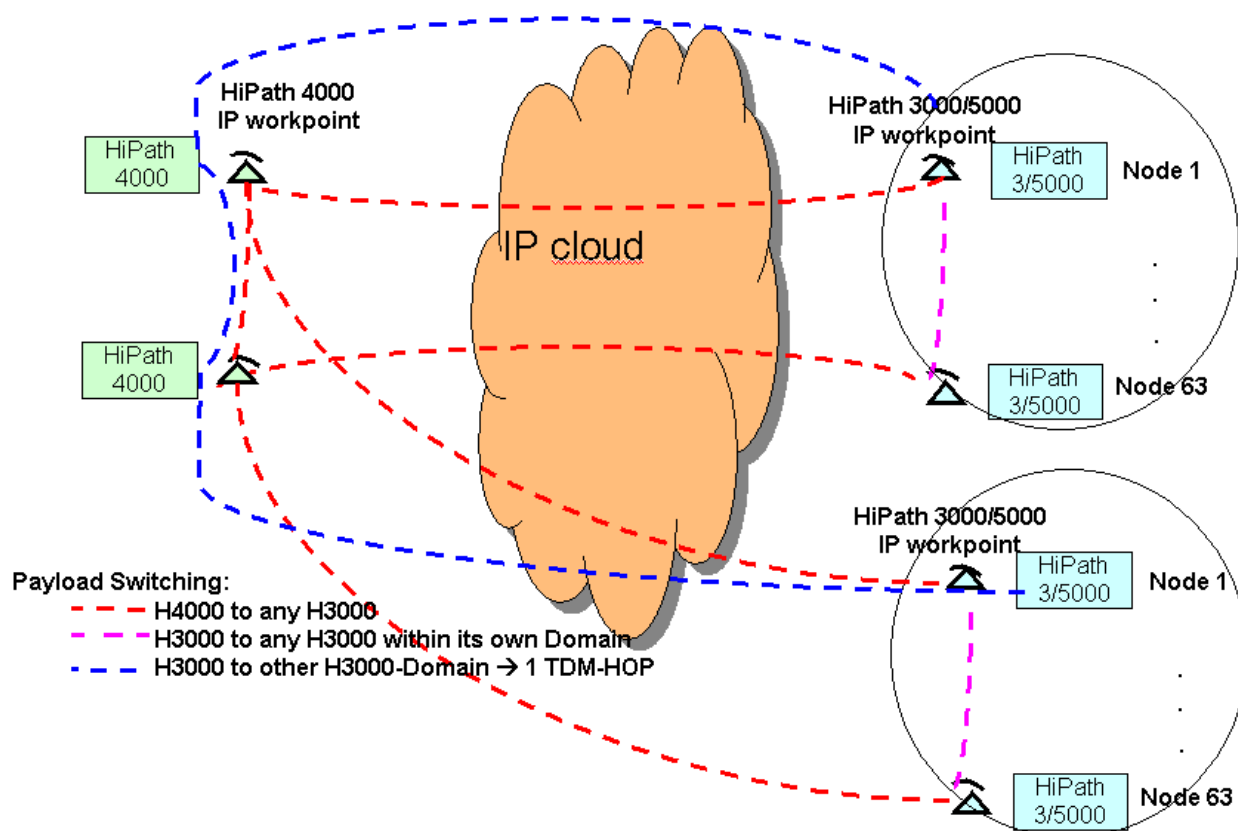 HiPath 4000
IP workpoint
HiPath
4000
HiPath 3000/5000
IP workpoint
HiPath
3/5000
Node 1
IP cloud
.
.
.
HiPath
4000
HiPath
3/5000
Node 63
HiPath 3000/5000
IP workpoint
HiPath
3/5000
Node 1
Payload Switching:
H4000 to any H3000
H3000 to any H3000 within its own Domain
H3000 to other H3000-Domain → 1 TDM-HOP
.
.
.
HiPath
3/5000
Node 63